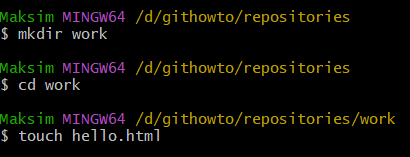 Maksim MINGW64 /d/githowto/repositories
$ mkdir work
Maksim MINGW64 /d/githowto/repositories
$ cd work
Maksim MINGW64 /d/githowto/repositories/work
$ touch hello.html